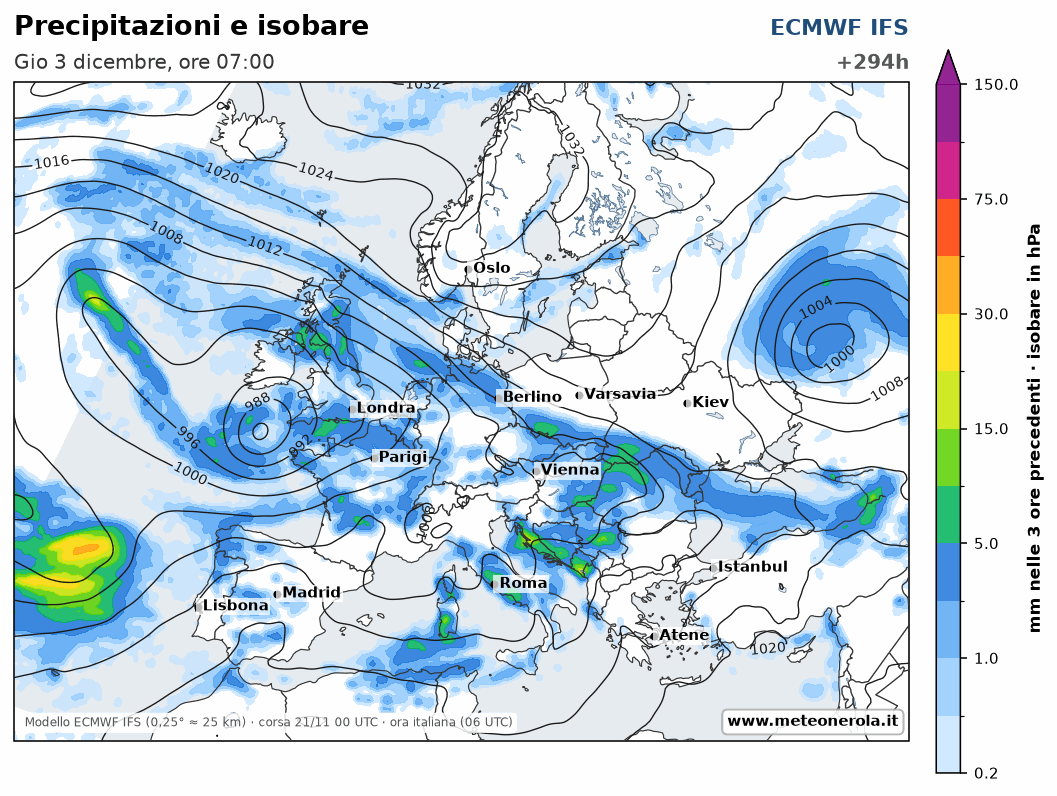 Precipitazioni e isobare
ECMWF IFS
Gio 3 dicembre, ore 07:00
+294h
1032
1032
1016
1020
1024
1008
1012
Oslo
1004
1000
1008
988
Londra
Berlino
Varsavia
Kiev
996
992
Parigi
1000
Vienna
1008
Roma
Istanbul
Madrid
Lisbona
Atene
1020
Modello ECMWF IFS (0,25° ≈ 25 km) · corsa 21/11 00 UTC · ora italiana (06 UTC)
www.meteonerola.it
150.0
75.0
30.0
15.0
5.0
1.0
0.2
mm nelle 3 ore precedenti · isobare in hPa